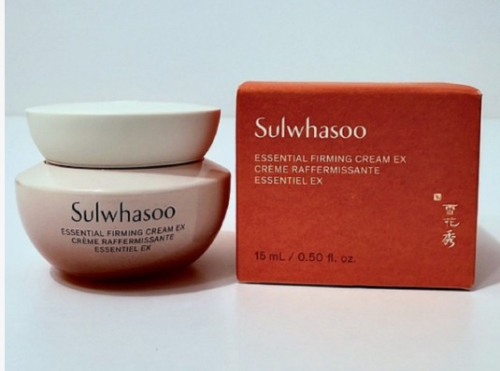 Sulwhasoo
ESSENTIAL FIRMING CREAM EX
CRÈME RAFFERMISSANTE
ESSENTIEL EX
Sulwhasoo
ESSENTIAL FIRMING CREAM EX
CRÈME RAFFERMISSANTE
ESSENTIEL EX
雪花秀
15 mL / 0.50 fl. oz.